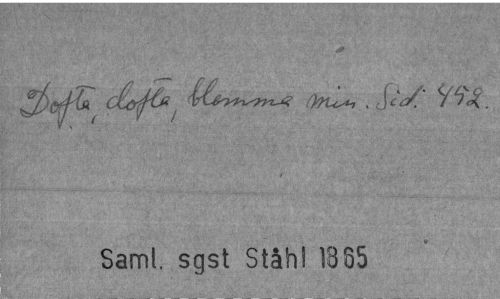 Dofta, dofta, blomma min. Sid. 452.
Saml. sgst Ståhl 1865